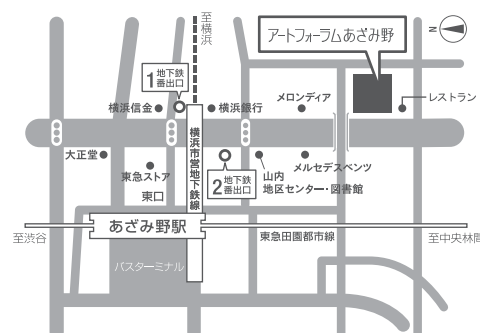 至横浜
アートフォーラムあざみ野
N
1
地下鉄
番出口
横浜信金
横浜銀行
メロンディア
レストラン
横浜市営地下鉄線
大正堂
東急ストア
東口
2
地下鉄
番出口
山内
地区センター・図書館
メルセデスベンツ
あざみ野駅
至渋谷
東急田園都市線
至中央林間
バスターミナル